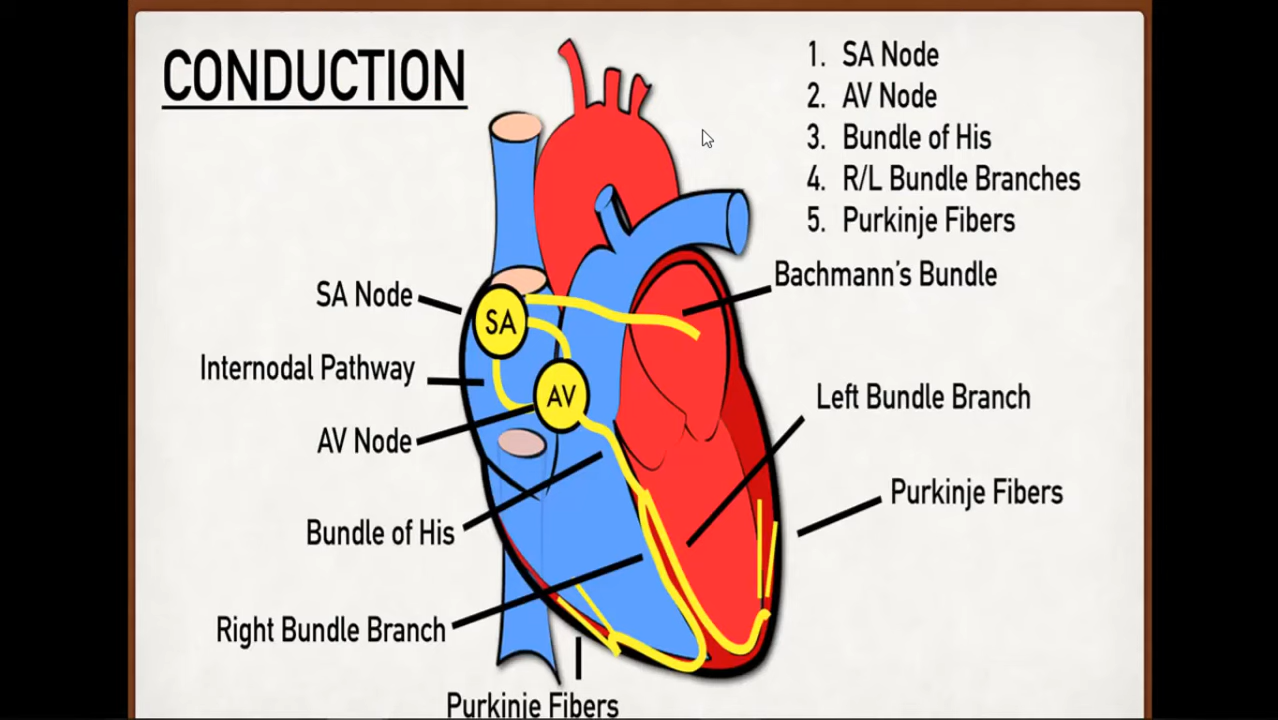 CONDUCTION
1. SA Node
2. AV Node
3. Bundle of His
4. R/L Bundle Branches
5. Purkinje Fibers
Bachmann's Bundle
SA Node
SA
Internodal Pathway
AV
Left Bundle Branch
AV Node
Purkinje Fibers
Bundle of His
Right Bundle Branch
Purkinje Fibers